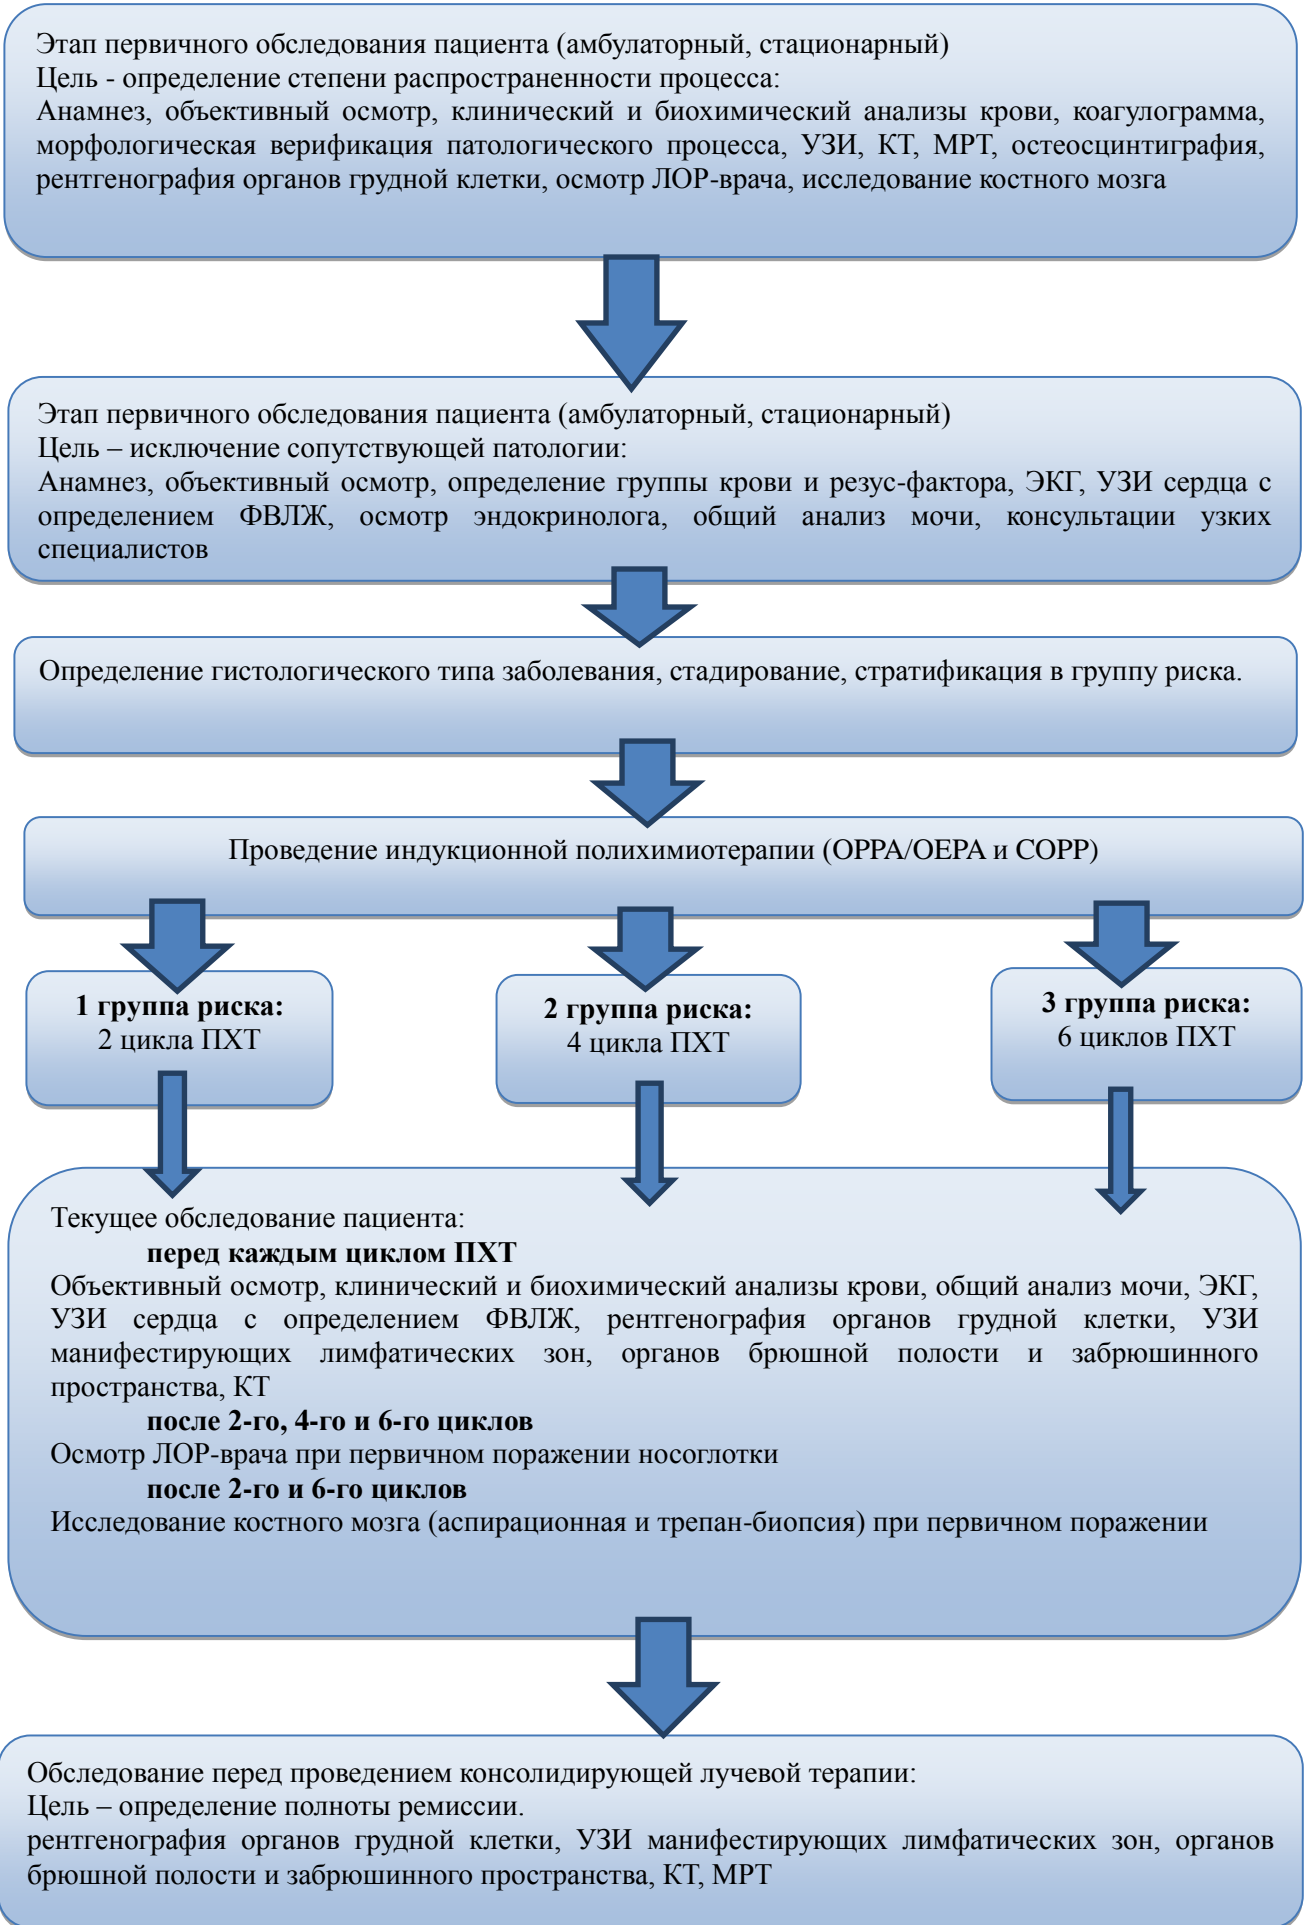 Этап первичного обследования пациента (амбулаторный, стационарный)
Цель - определение степени распространенности процесса:
Анамнез, объективный осмотр, клинический и биохимический анализы крови, коагулограмма,
морфологическая верификация патологического процесса, УЗИ, КТ, МРТ, остеосцинтиграфия,
рентгенография органов грудной клетки, осмотр ЛОР-врача, исследование костного мозга
Этап первичного обследования пациента (амбулаторный, стационарный)
Цель – исключение сопутствующей патологии:
Анамнез, объективный осмотр, определение группы крови и резус-фактора, ЭКГ, УЗИ сердца с
определением ФВЛЖ, осмотр эндокринолога, общий анализ мочи, консультации узких
специалистов
Определение гистологического типа заболевания, стадирование, стратификация в группу риска.
Проведение индукционной полихимиотерапии (OPPA/OEPA и COPP)
1 группа риска:
2 цикла ПХТ
2 группа риска:
4 цикла ПХТ
3 группа риска:
6 циклов ПХТ
Текущее обследование пациента:
перед каждым циклом ПХТ
Объективный осмотр, клинический и биохимический анализы крови, общий анализ мочи, ЭКГ,
УЗИ сердца с определением ФВЛЖ, рентгенография органов грудной клетки, УЗИ
манифестирующих лимфатических зон, органов брюшной полости и забрюшинного
пространства, КТ
после 2-го, 4-го и 6-го циклов
Осмотр ЛОР-врача при первичном поражении носоглотки
после 2-го и 6-го циклов
Исследование костного мозга (аспирационная и трепан-биопсия) при первичном поражении
Обследование перед проведением консолидирующей лучевой терапии:
Цель – определение полноты ремиссии.
рентгенография органов грудной клетки, УЗИ манифестирующих лимфатических зон, органов
брюшной полости и забрюшинного пространства, КТ, МРТ